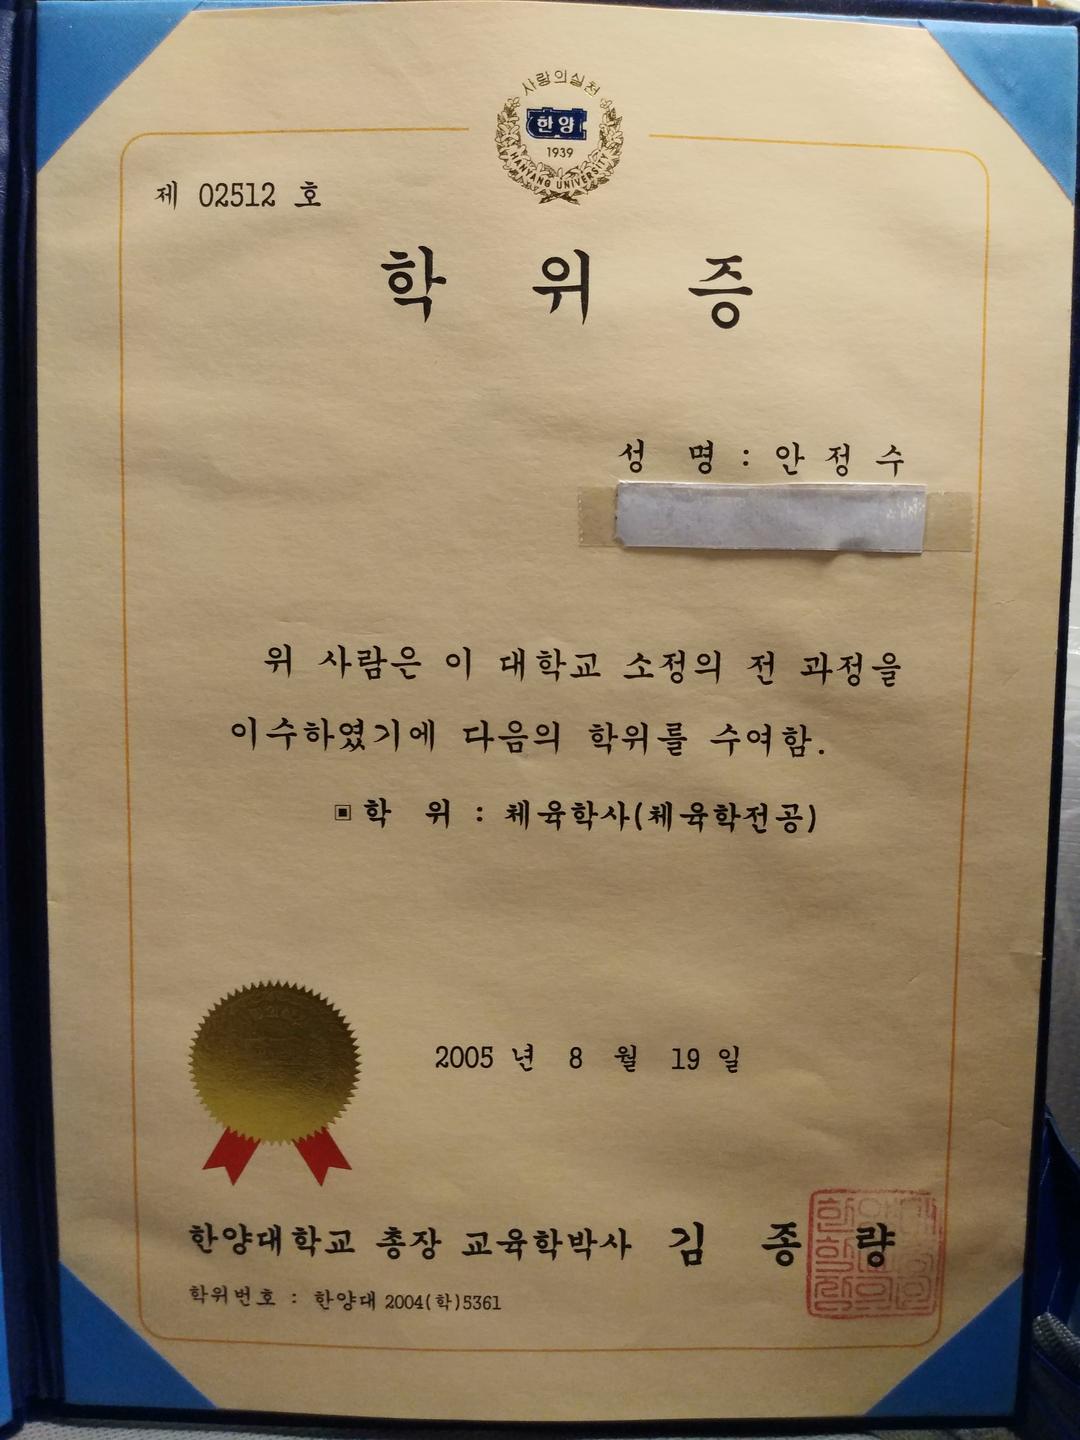 사랑의실천
한양
1939
HANYANG UNIVERSITY
제 02512 호
학 위 증
성 명 : 안 정 수
위 사람은 이 대학교 소정의 전 과정을
이수하였기에 다음의 학위를 수여함.
▣ 학 위 : 체육학사(체육학전공)
2005 년 8 월 19 일
한양대학교 총장 교육학박사 김 종 량
학위번호 : 한양대 2004(학)5361